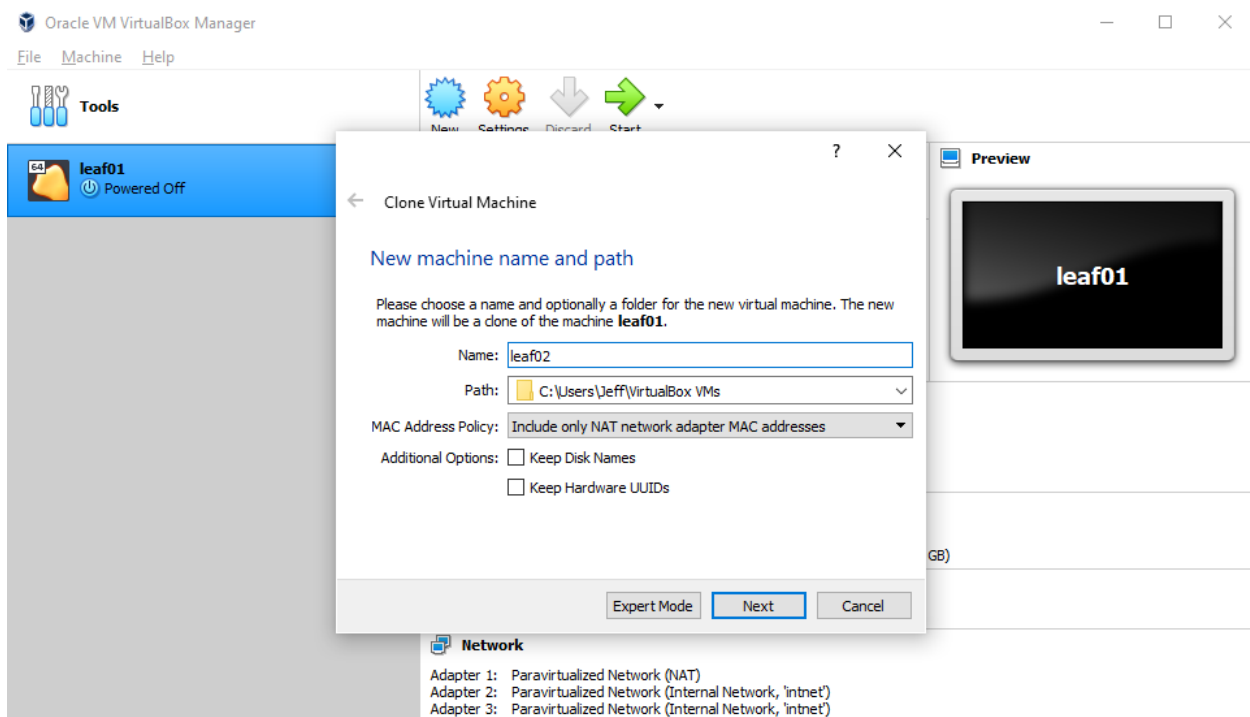 Oracle VM VirtualBox Manager
File Machine Help
Tools
New Settings Discard Start
64
leaf01
Powered Off
? 
Preview
leaf01
Clone Virtual Machine
New machine name and path
Please choose a name and optionally a folder for the new virtual machine. The new
machine will be a clone of the machine leaf01.
Name: leaf02
Path: C:\Users\Jeff\VirtualBox VMs
MAC Address Policy: Include only NAT network adapter MAC addresses
Additional Options: Keep Disk Names
Keep Hardware UUIDs
GB)
Expert Mode Next Cancel
Network
Adapter 1: Paravirtualized Network (NAT)
Adapter 2: Paravirtualized Network (Internal Network, 'intnet')
Adapter 3: Paravirtualized Network (Internal Network, 'intnet')